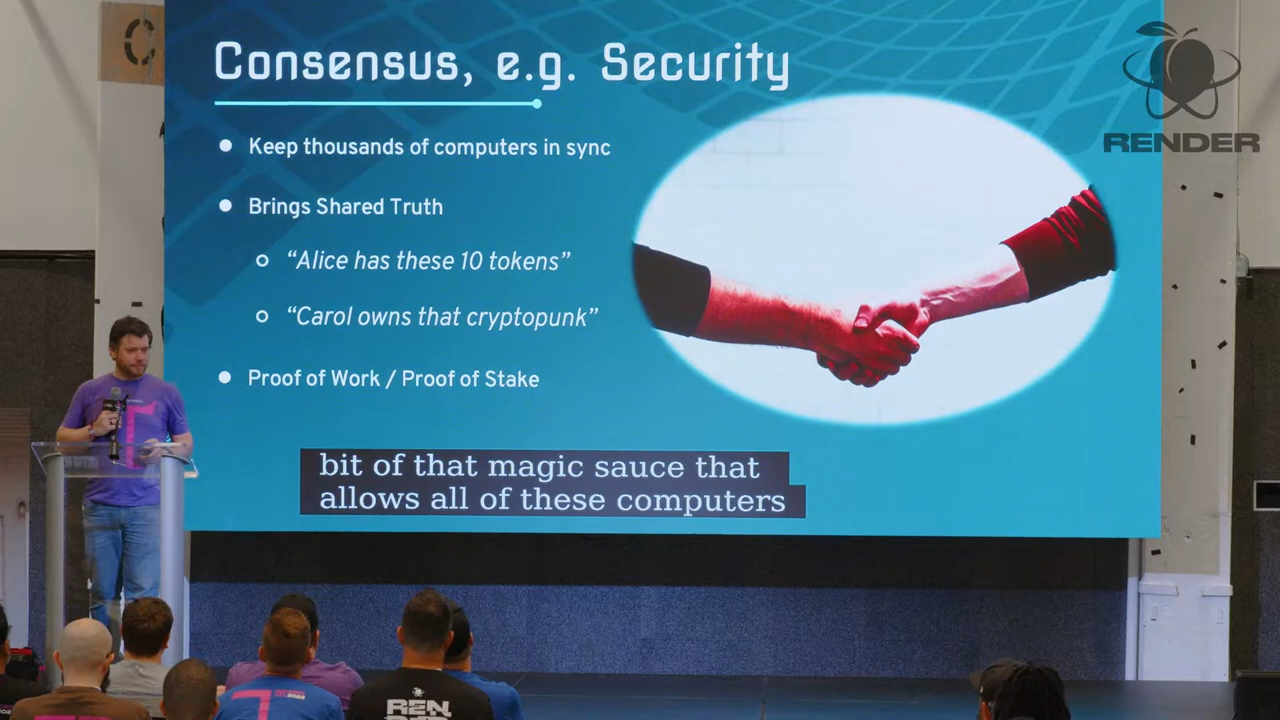 Consensus, e.g. Security
RENDER
Keep thousands of computers in sync
Brings Shared Truth
“Alice has these 10 tokens”
“Carol owns that cryptopunk”
Proof of Work / Proof of Stake
bit of that magic sauce that
allows all of these computers
REN